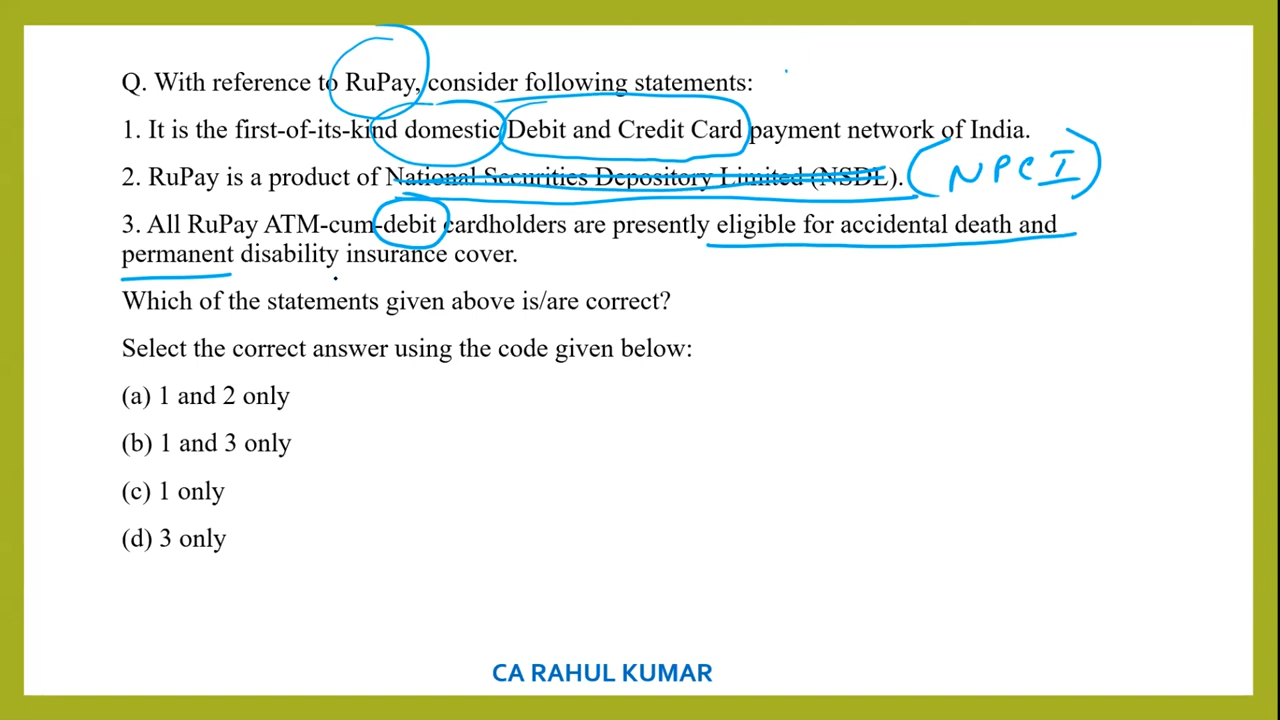 Q. With reference to RuPay, consider following statements:
1. It is the first-of-its-kind domestic Debit and Credit Card payment network of India.
2. RuPay is a product of National Securities Depository Limited (NSDL). (NPCI)
3. All RuPay ATM-cum-debit cardholders are presently eligible for accidental death and
permanent disability insurance cover.
Which of the statements given above is/are correct?
Select the correct answer using the code given below:
(a) 1 and 2 only
(b) 1 and 3 only
(c) 1 only
(d) 3 only
CA RAHUL KUMAR